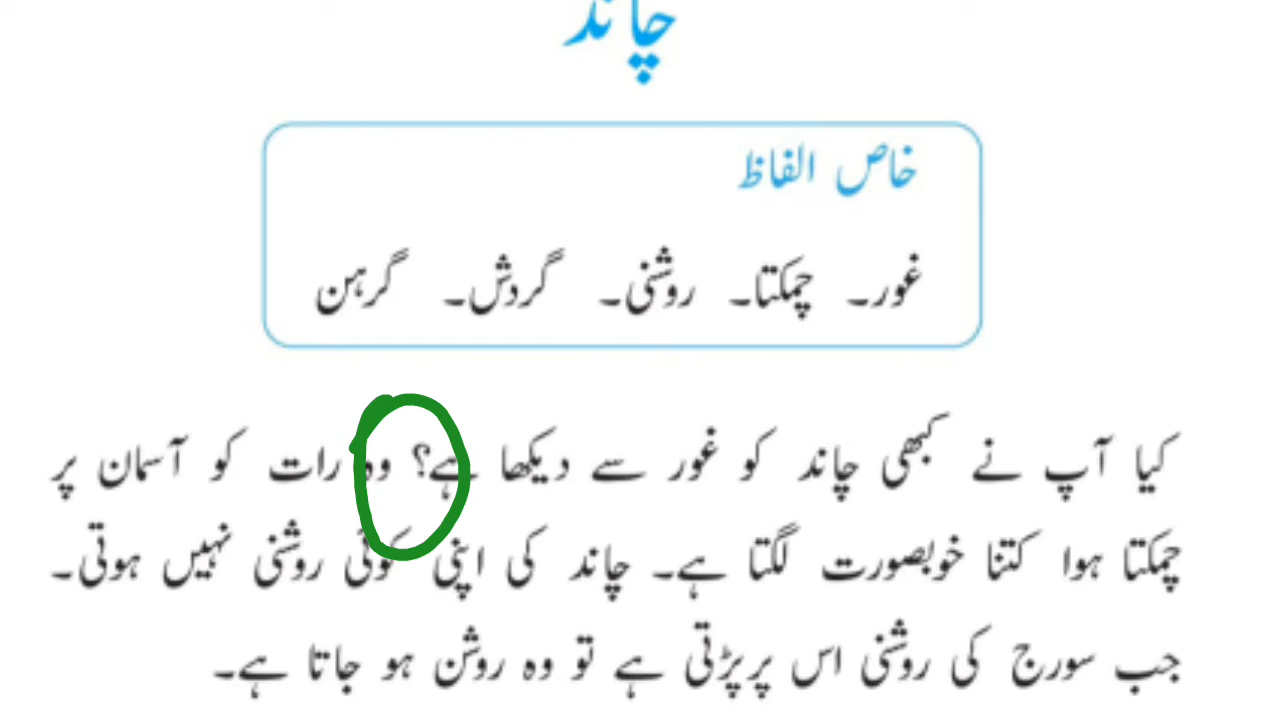 چاند
خاص الفاظ
غور۔ چمکتا۔ روشنی۔ گردش۔ گرہن
کیا آپ نے کبھی چاند کو غور سے دیکھا ہے؟ وہ رات کو آسمان پر
چمکتا ہوا کتنا خوبصورت لگتا ہے۔ چاند کی اپنی کوئی روشنی نہیں ہوتی۔
جب سورج کی روشنی اس پر پڑتی ہے تو وہ روشن ہو جاتا ہے۔